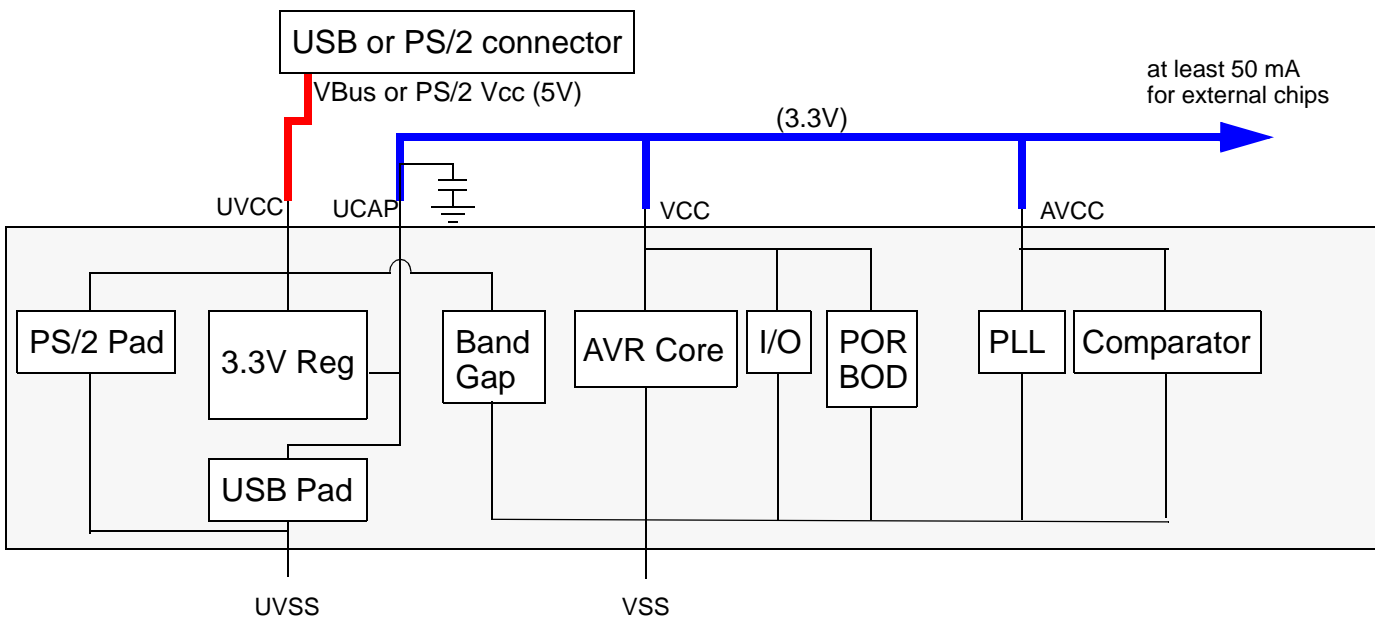 USB or PS/2 connector
VBus or PS/2 Vcc (5V)
at least 50 mA
for external chips
(3.3V)
UVCC
UCAP
VCC
AVCC
PS/2 Pad
3.3V Reg
Band
Gap
AVR Core
I/O
POR
BOD
PLL
Comparator
USB Pad
UVSS
VSS